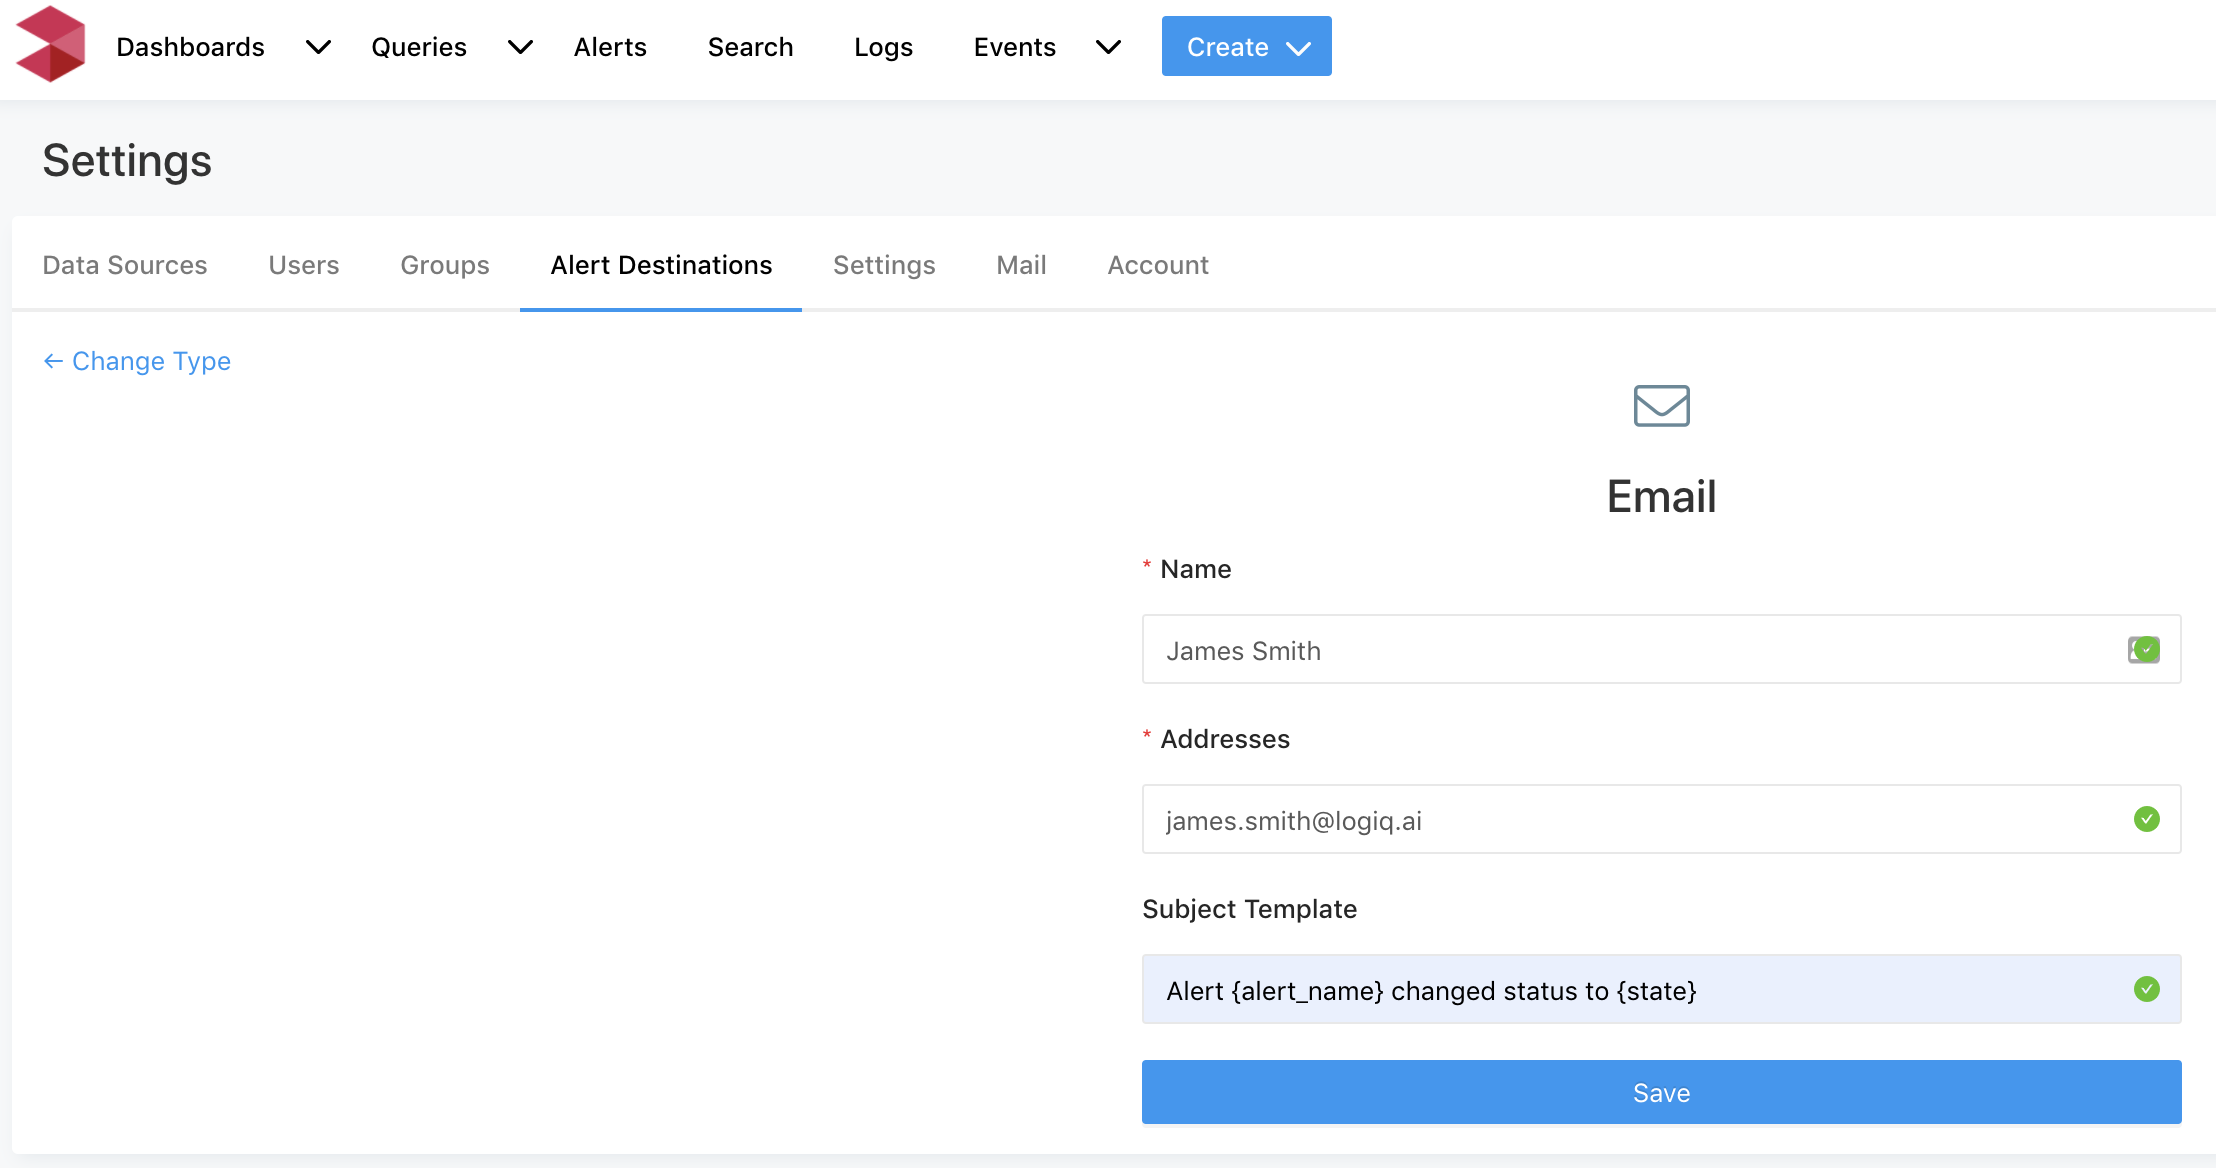 Dashboards Queries Alerts Search Logs Events Create
Settings
Data Sources Users Groups Alert Destinations Settings Mail Account
← Change Type
Email
* Name
James Smith
* Addresses
james.smith@logiq.ai
Subject Template
Alert {alert_name} changed status to {state}
Save